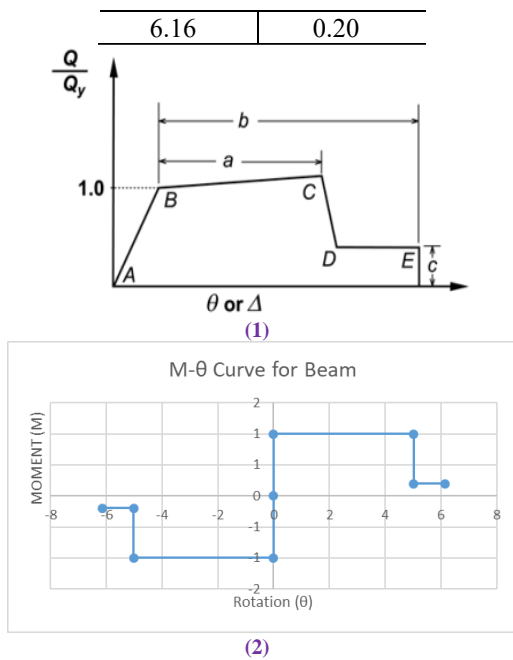 6.16 0.20
Q
Qy
b
a
1.0
B
C
A
D
E
c
θ or Δ
(1)
M-θ Curve for Beam
MOMENT (M)
2
1
1
0
-8 -6 -4 -2 0 2 4 6 8
-1
-1
-2
Rotation (θ)
(2)